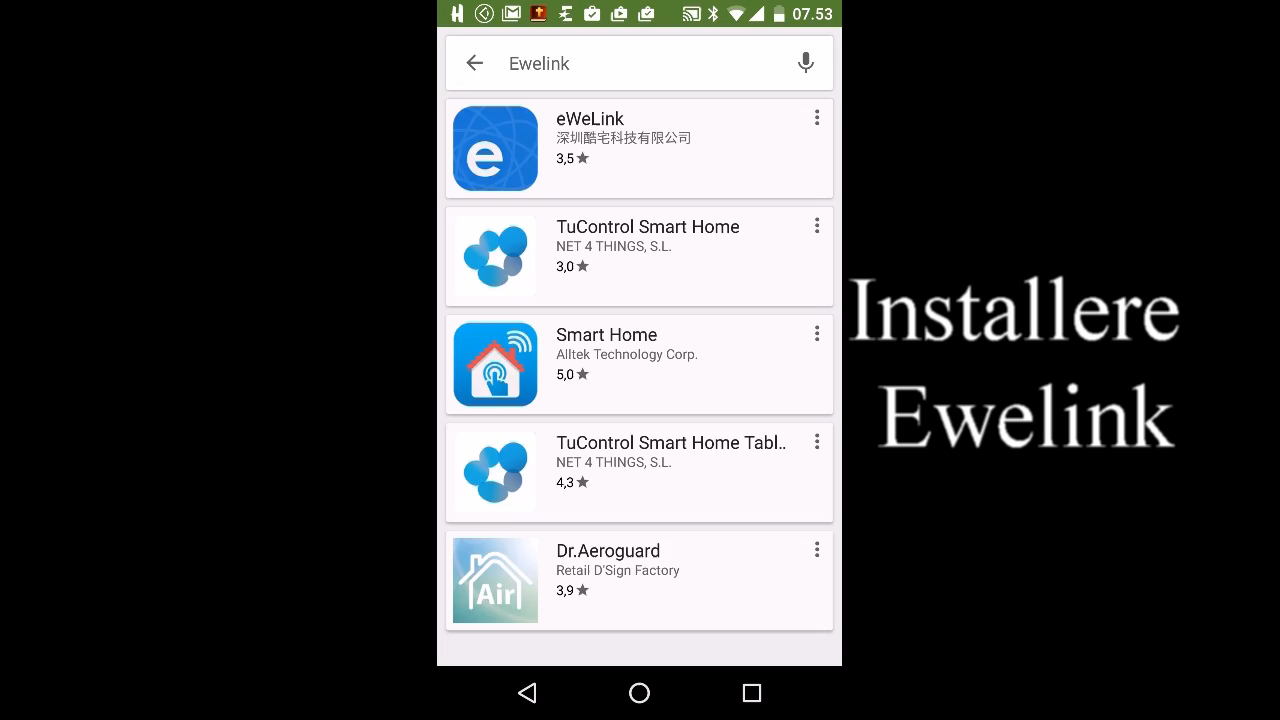 07.53
Ewelink
eWeLink
深圳酷宅科技有限公司
3,5
TuControl Smart Home
NET 4 THINGS, S.L.
3,0
Smart Home
Alltek Technology Corp.
5,0
TuControl Smart Home Tabl..
NET 4 THINGS, S.L.
4,3
Air
Dr.Aeroguard
Retail D'Sign Factory
3,9
Installere
Ewelink